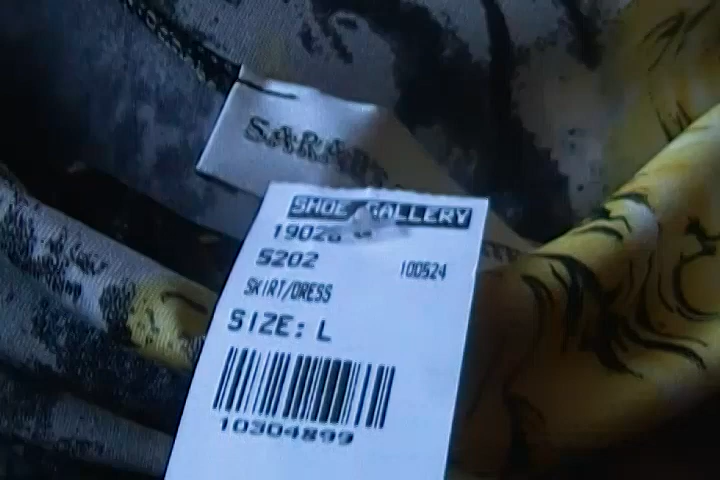 SHOE GALLERY
5202
100524
SKIRT/DRESS
SIZE: L
10304899